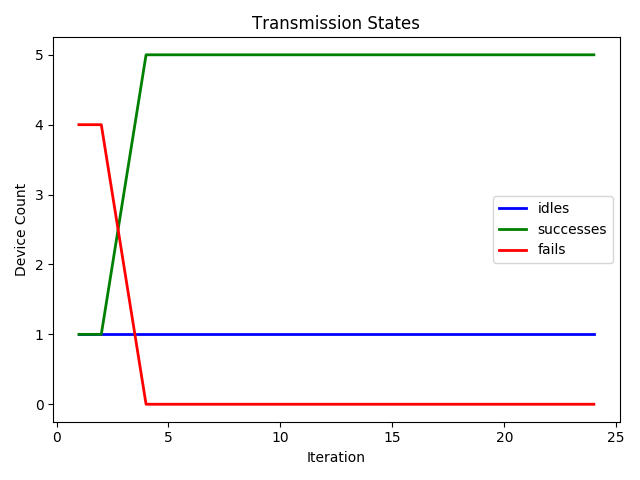 Transmission States
Device Count
5
4
3
2
1
0
idles
successes
fails
0 5 10 15 20 25
Iteration